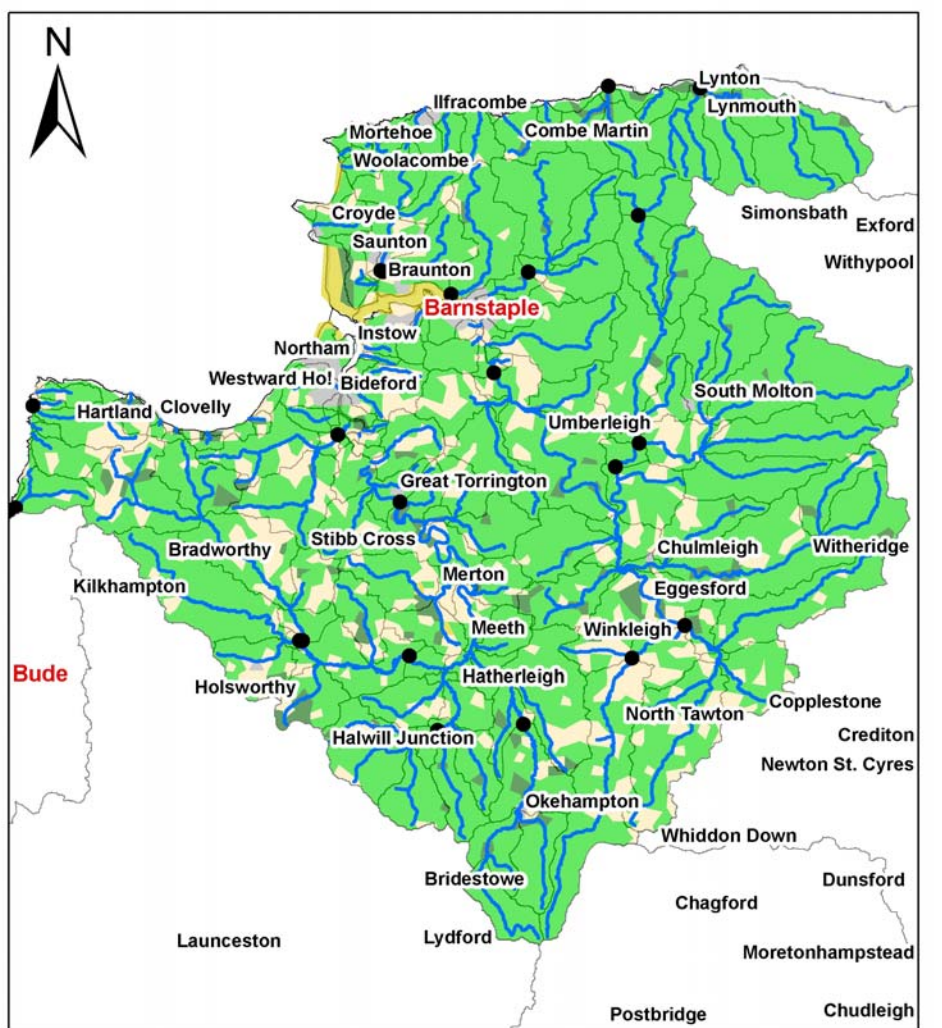 N
Lynton
Ilfracombe
Lynmouth
Mortehoe
Combe Martin
Woolacombe
Croyde
Simonsbath
Exford
Saunton
Withypool
Braunton
Barnstaple
Instow
Northam
Westward Ho!
Bideford
South Molton
Hartland
Clovelly
Umberleigh
Great Torrington
Stibb Cross
Bradworthy
Chulmleigh
Witheridge
Merton
Kilkhampton
Eggesford
Meeth
Winkleigh
Bude
Hatherleigh
Holsworthy
Copplestone
North Tawton
Halwill Junction
Crediton
Newton St. Cyres
Okehampton
Whiddon Down
Bridestowe
Dunsford
Chagford
Launceston
Lydford
Moretonhampstead
Postbridge
Chudleigh